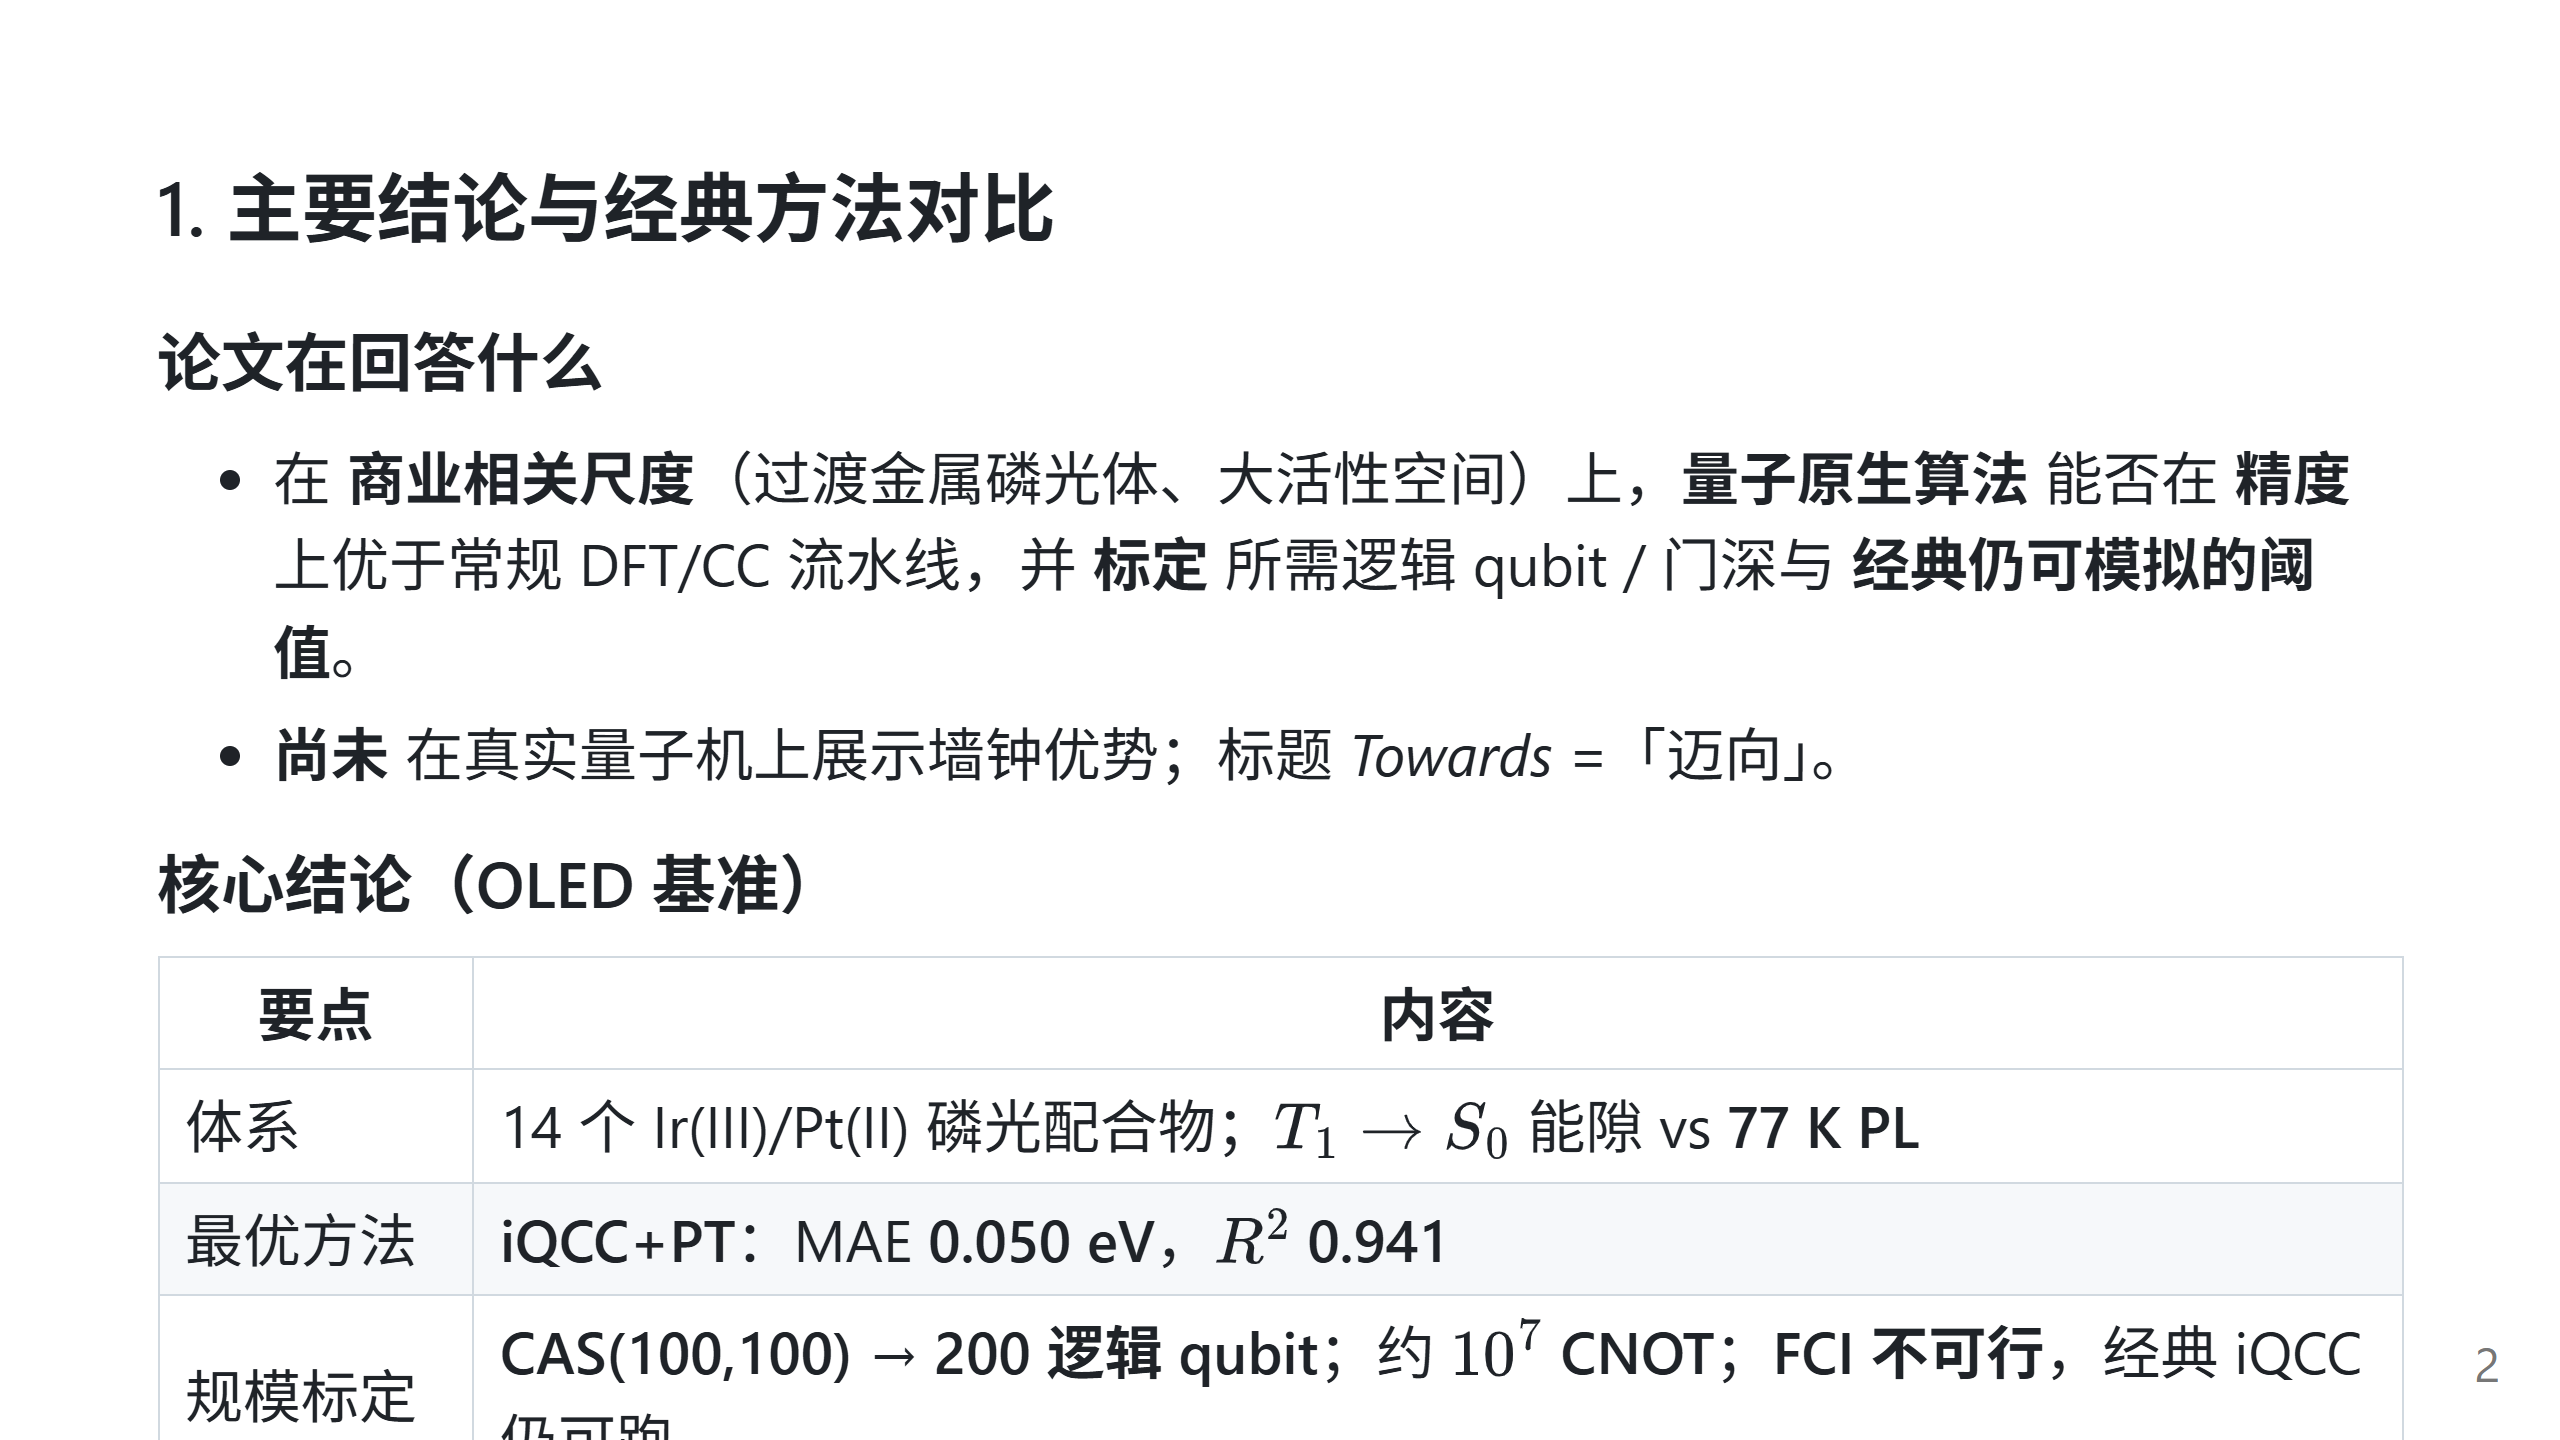 1. 主要结论与经典方法对比
论文在回答什么
• 在 商业相关尺度（过渡金属磷光体、大活性空间）上，量子原生算法 能否在 精度
上优于常规 DFT/CC 流水线，并 标定 所需逻辑 qubit / 门深与 经典仍可模拟的阈
值。
• 尚未 在真实量子机上展示墙钟优势；标题 Towards =「迈向」。
核心结论（OLED 基准）
要点 内容
体系 14 个 Ir(III)/Pt(II) 磷光配合物；T₁ → S₀ 能隙 vs 77 K PL
最优方法 iQCC+PT：MAE 0.050 eV，R² 0.941
规模标定 CAS(100,100) → 200 逻辑 qubit；约 10⁷ CNOT；FCI 不可行，经典 iQCC
仍可跑
2